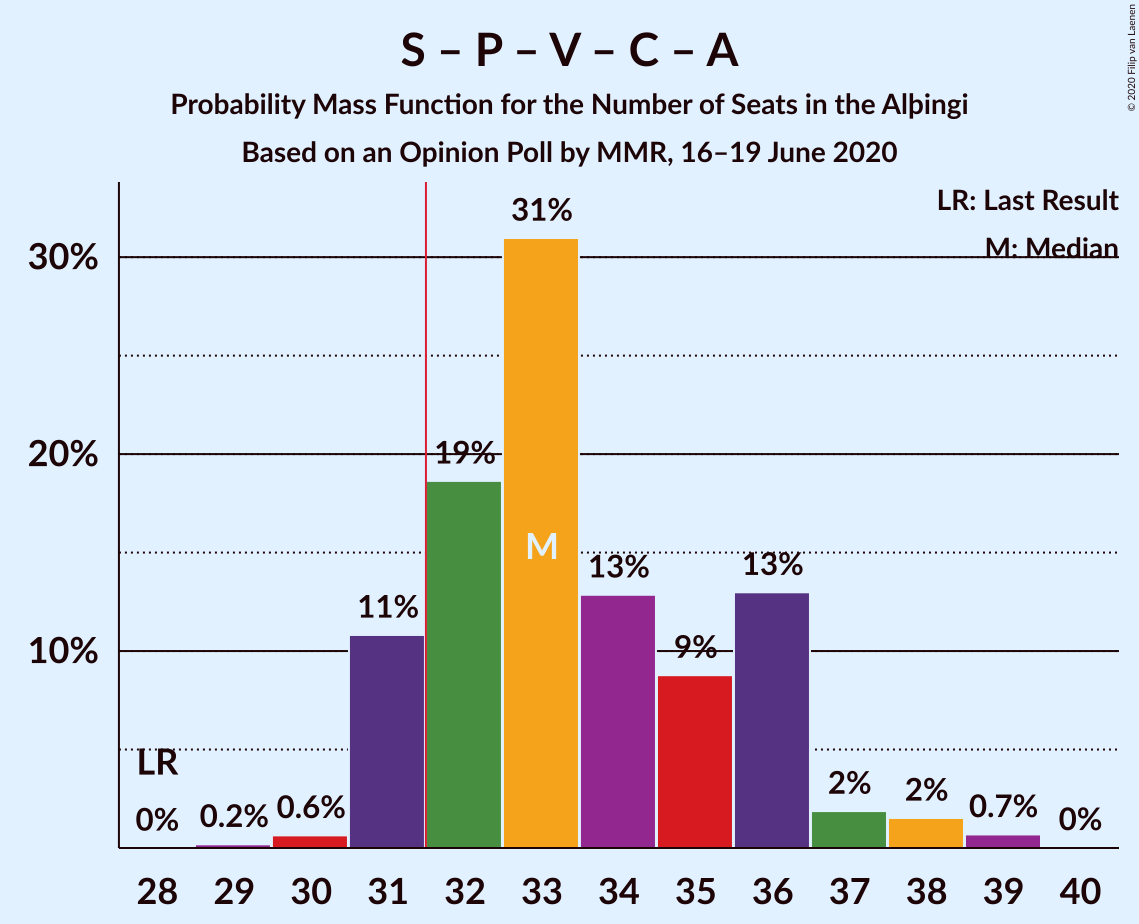 S – P – V – C – A
Probability Mass Function for the Number of Seats in the Alþingi
Based on an Opinion Poll by MMR, 16–19 June 2020
© 2020 Filip van Laenen
LR: Last Result
M: Median
30%
20%
10%
31%
19%
M
13%
13%
11%
9%
LR
0%
0.2%
0.6%
2%
2%
0.7%
0%
28 29 30 31 32 33 34 35 36 37 38 39 40